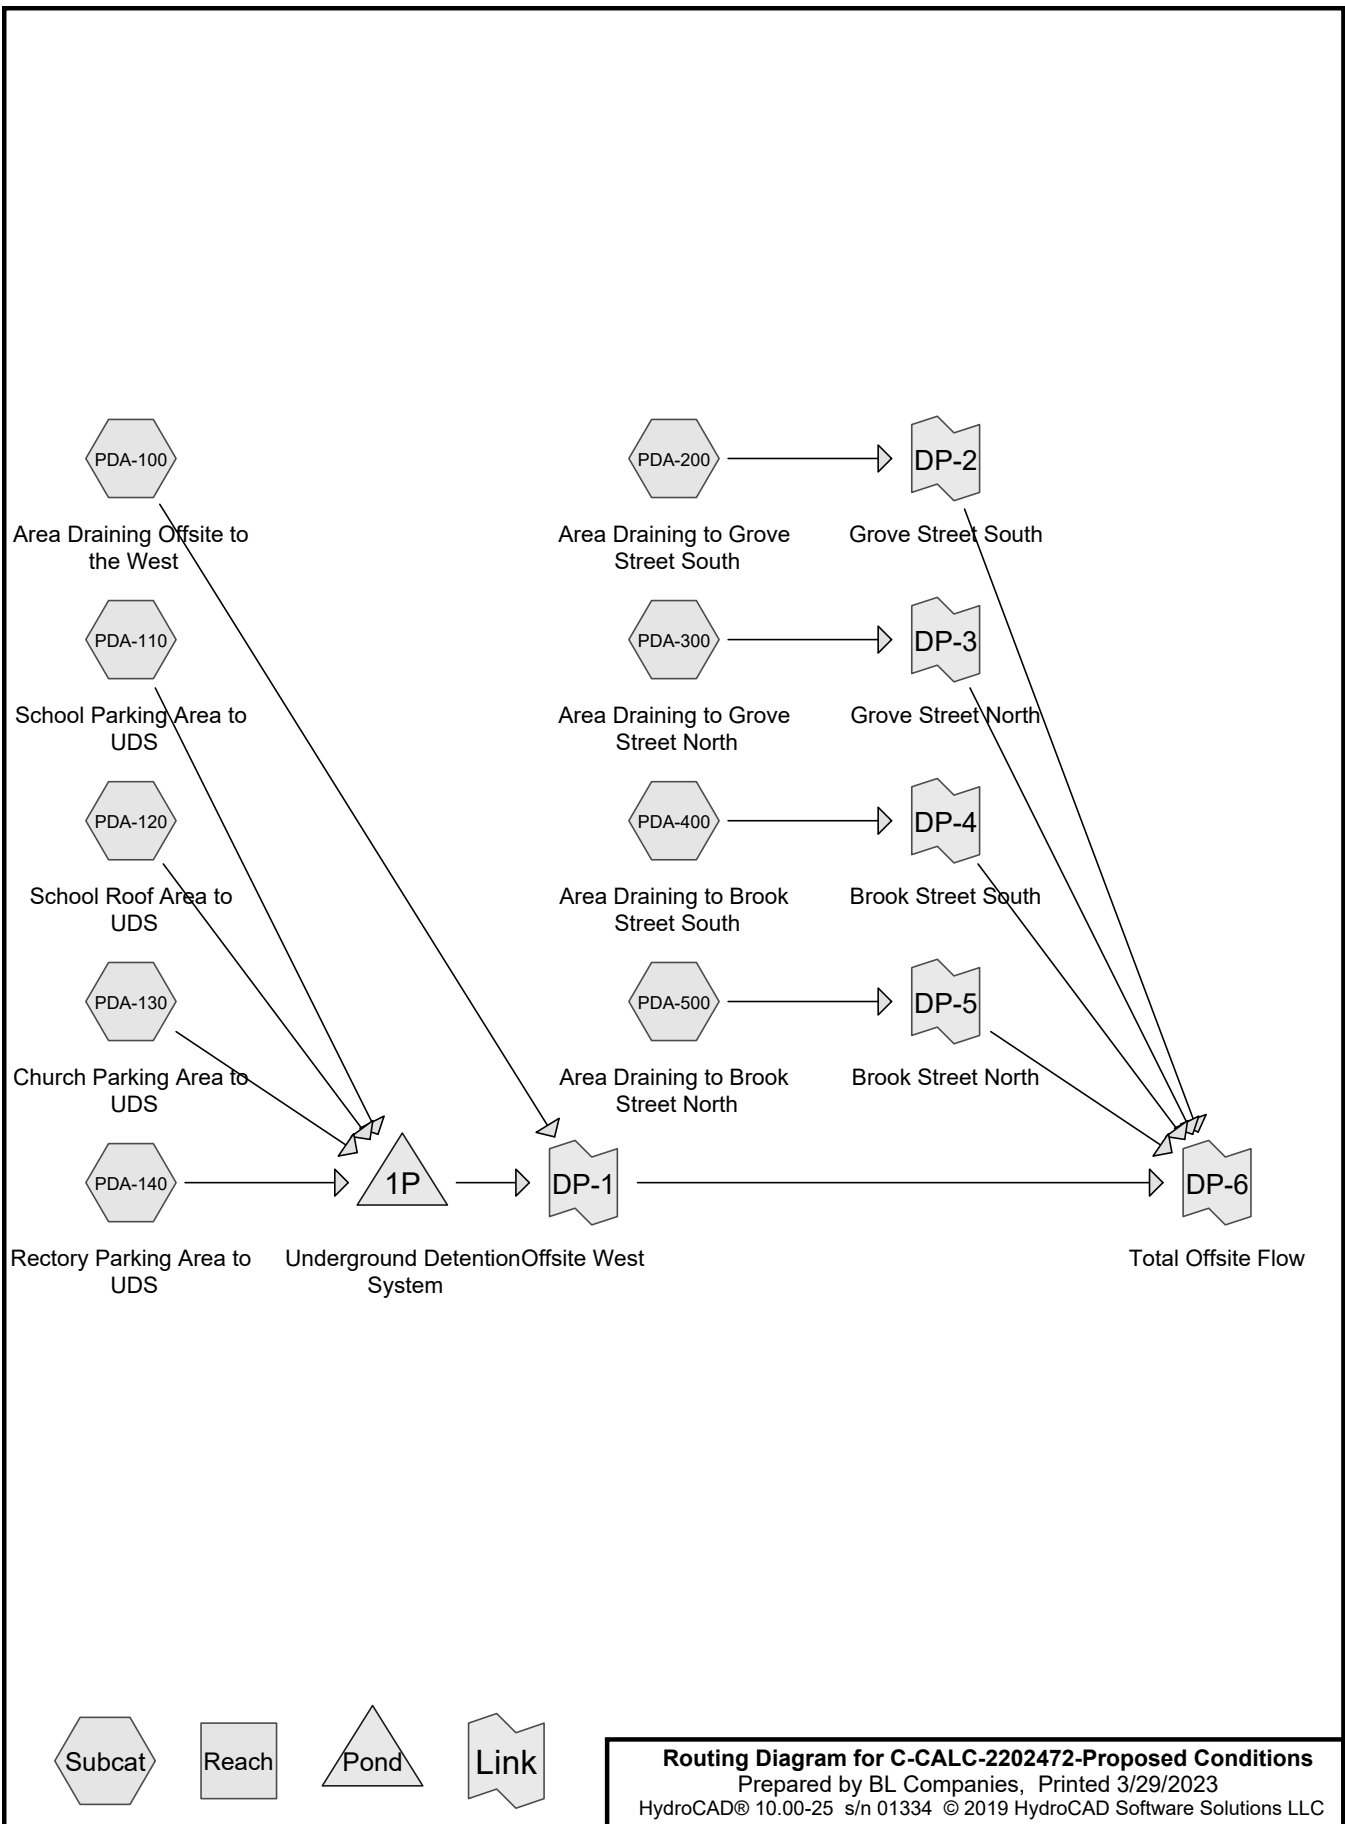 PDA-100
Area Draining Offsite to
the West
PDA-110
School Parking Area to
UDS
PDA-120
School Roof Area to
UDS
PDA-130
Church Parking Area to
UDS
PDA-140
Rectory Parking Area to
UDS
1P
Underground Detention
System
DP-1
Offsite West
PDA-200
Area Draining to Grove
Street South
PDA-300
Area Draining to Grove
Street North
PDA-400
Area Draining to Brook
Street South
PDA-500
Area Draining to Brook
Street North
DP-2
Grove Street South
DP-3
Grove Street North
DP-4
Brook Street South
DP-5
Brook Street North
DP-6
Total Offsite Flow
Subcat
Reach
Pond
Link
Routing Diagram for C-CALC-2202472-Proposed Conditions
Prepared by BL Companies, Printed 3/29/2023
HydroCAD® 10.00-25 s/n 01334 © 2019 HydroCAD Software Solutions LLC